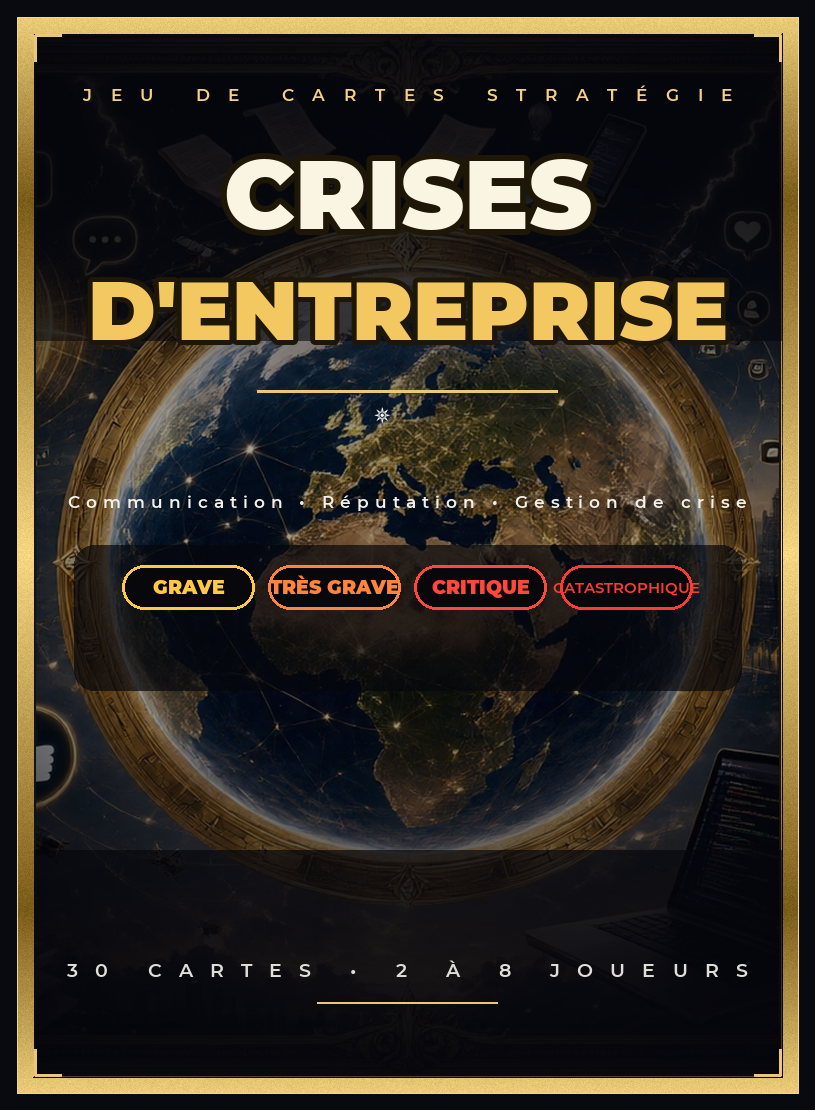 JEU DE CARTES STRATÉGIE
CRISES
D'ENTREPRISE
Communication • Réputation • Gestion de crise
GRAVE TRÈS GRAVE CRITIQUE CATASTROPHIQUE
30 CARTES • 2 À 8 JOUEURS